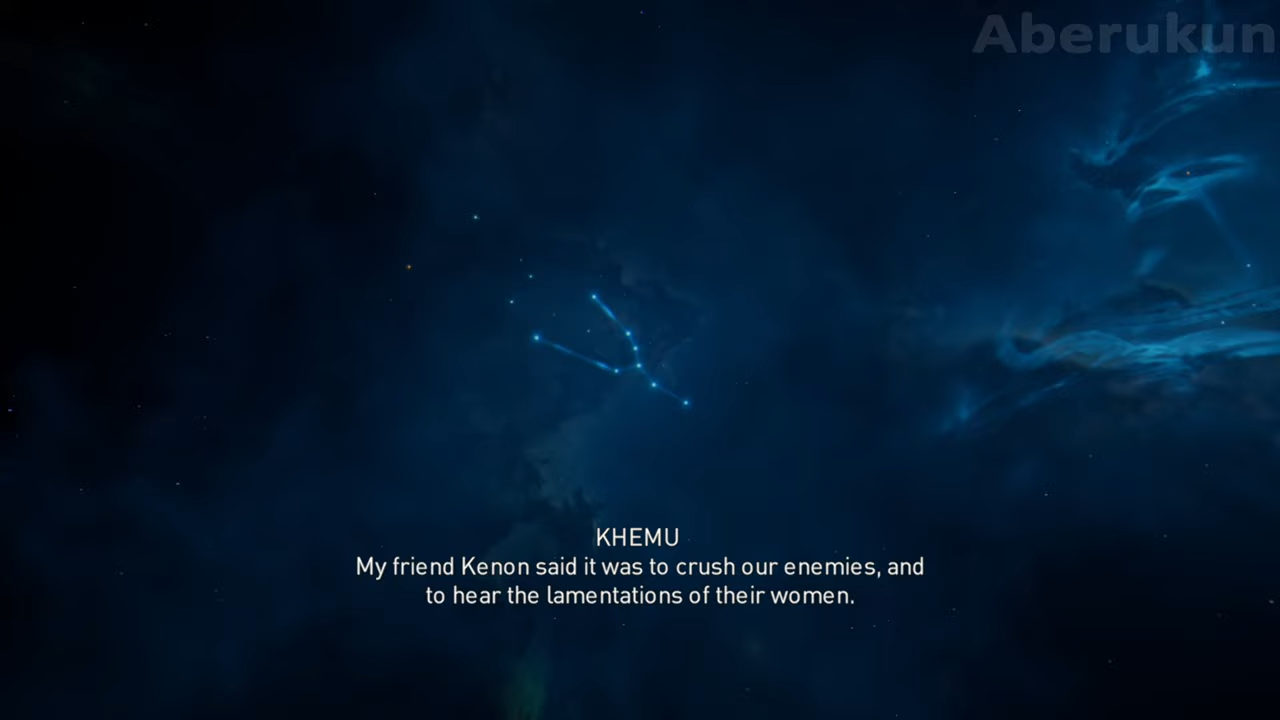 Aberukun
KHEMU
My friend Kenon said it was to crush our enemies, and
to hear the lamentations of their women.